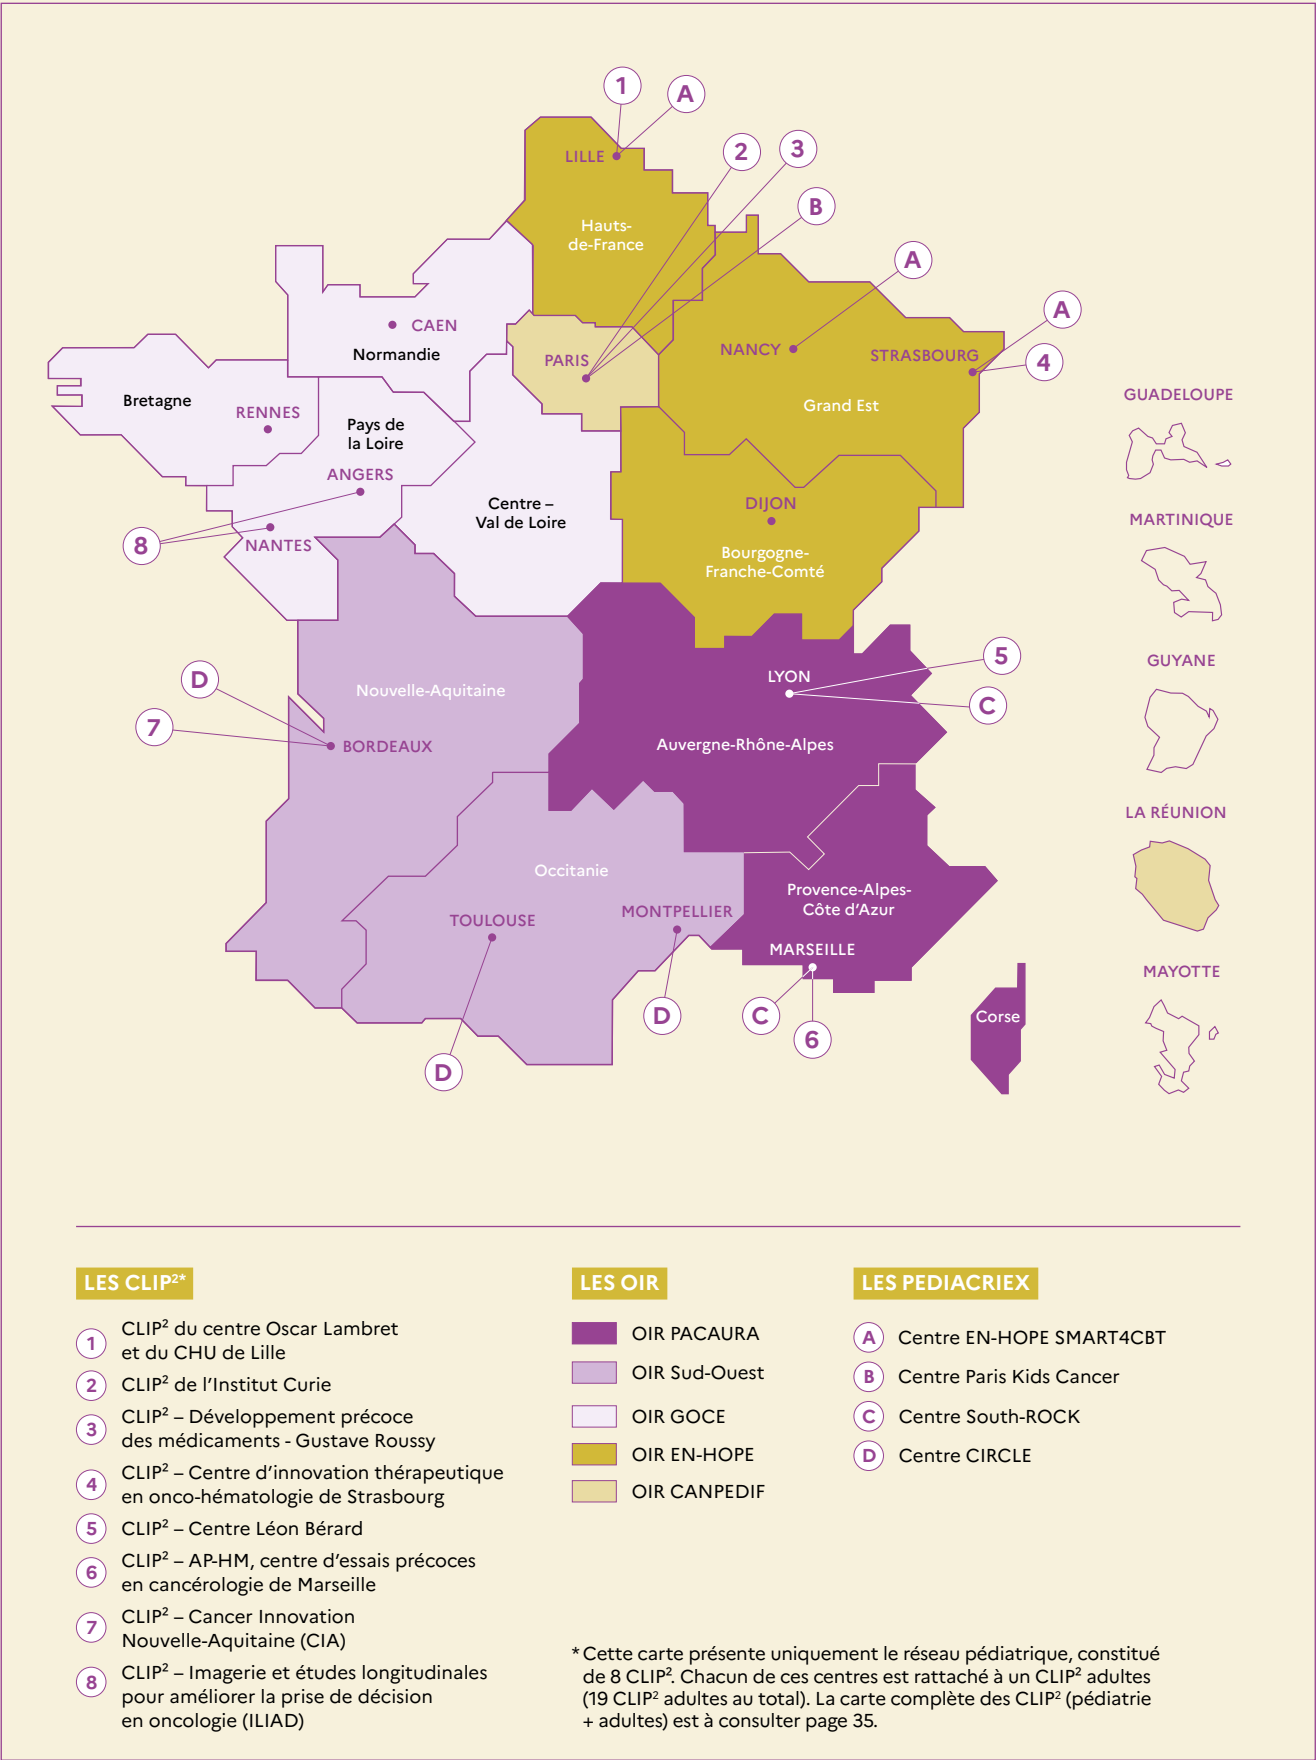 1
A
2
3
LILLE
B
Hauts-
de-France
A
A
CAEN
NANCY
STRASBOURG
Normandie
PARIS
4
Bretagne
GUADELOUPE
RENNES
Grand Est
Pays de
la Loire
ANGERS
Centre –
Val de Loire
DIJON
MARTINIQUE
8
NANTES
Bourgogne-
Franche-Comté
5
GUYANE
D
LYON
Nouvelle-Aquitaine
C
7
BORDEAUX
Auvergne-Rhône-Alpes
LA RÉUNION
Occitanie
Provence-Alpes-
Côte d’Azur
TOULOUSE
MONTPELLIER
MARSEILLE
MAYOTTE
D
C
Corse
6
D
LES CLIP²*
1
CLIP² du centre Oscar Lambret
et du CHU de Lille
2
CLIP² de l’Institut Curie
3
CLIP² – Développement précoce
des médicaments - Gustave Roussy
4
CLIP² – Centre d’innovation thérapeutique
en onco-hématologie de Strasbourg
5
CLIP² – Centre Léon Bérard
6
CLIP² – AP-HM, centre d’essais précoces
en cancérologie de Marseille
7
CLIP² – Cancer Innovation
Nouvelle-Aquitaine (CIA)
8
CLIP² – Imagerie et études longitudinales
pour améliorer la prise de décision
en oncologie (ILIAD)
LES OIR
OIR PACAURA
OIR Sud-Ouest
OIR GOCE
OIR EN-HOPE
OIR CANPEDIF
LES PEDIACRIEX
A Centre EN-HOPE SMART4CBT
B Centre Paris Kids Cancer
C Centre South-ROCK
D Centre CIRCLE
* Cette carte présente uniquement le réseau pédiatrique, constitué
de 8 CLIP². Chacun de ces centres est rattaché à un CLIP² adultes
(19 CLIP² adultes au total). La carte complète des CLIP² (pédiatrie
+ adultes) est à consulter page 35.